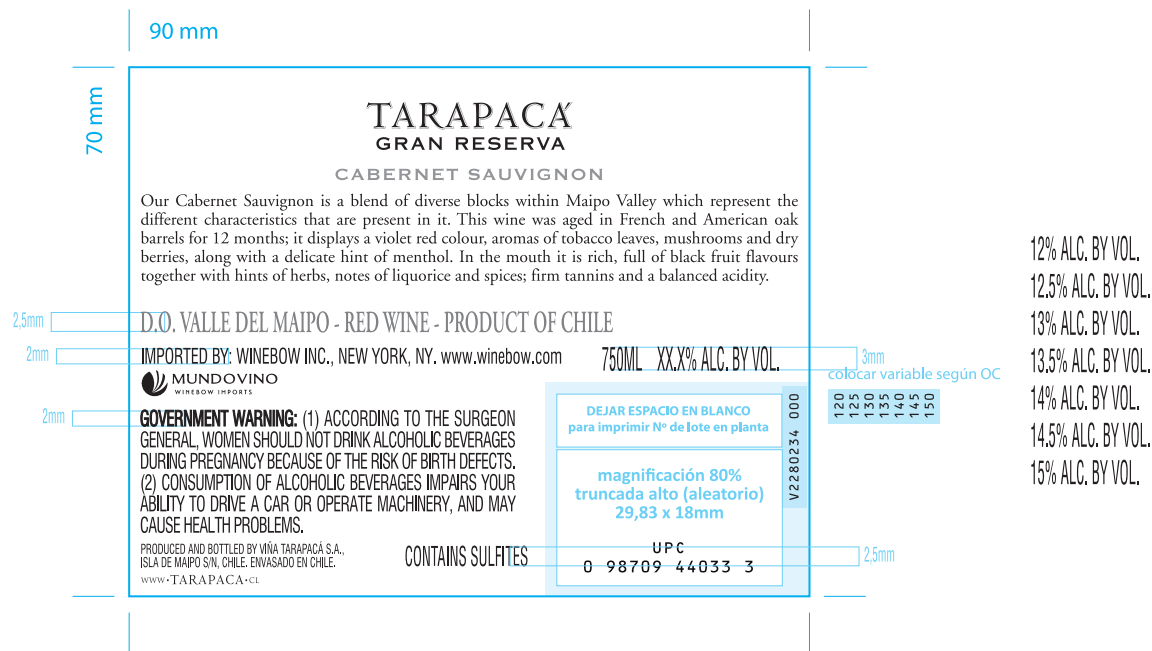 90 mm
70 mm
TARAPACÁ
GRAN RESERVA
CABERNET SAUVIGNON
Our Cabernet Sauvignon is a blend of diverse blocks within Maipo Valley which represent the
different characteristics that are present in it. This wine was aged in French and American oak
barrels for 12 months; it displays a violet red colour, aromas of tobacco leaves, mushrooms and dry
berries, along with a delicate hint of menthol. In the mouth it is rich, full of black fruit flavours
together with hints of herbs, notes of liquorice and spices; firm tannins and a balanced acidity.
2,5mm
D.O. VALLE DEL MAIPO - RED WINE - PRODUCT OF CHILE
2mm
IMPORTED BY: WINEBOW INC., NEW YORK, NY. www.winebow.com
750ML XX.X% ALC. BY VOL.
3mm
MUNDOVINO
WINEBOW IMPORTS
2mm
GOVERNMENT WARNING: (1) ACCORDING TO THE SURGEON
GENERAL, WOMEN SHOULD NOT DRINK ALCOHOLIC BEVERAGES
DURING PREGNANCY BECAUSE OF THE RISK OF BIRTH DEFECTS.
(2) CONSUMPTION OF ALCOHOLIC BEVERAGES IMPAIRS YOUR
ABILITY TO DRIVE A CAR OR OPERATE MACHINERY, AND MAY
CAUSE HEALTH PROBLEMS.
PRODUCED AND BOTTLED BY VIÑA TARAPACÁ S.A.,
ISLA DE MAIPO S/N, CHILE. ENVASADO EN CHILE.
WWW•TARAPACA•CL
CONTAINS SULFITES
DEJAR ESPACIO EN BLANCO
para imprimir Nº de lote en planta
magnificación 80%
truncada alto (aleatorio)
29,83 x 18mm
UPC
0 98709 44033 3
V2280234 000
2,5mm
colocar variable según OC
120
125
130
135
140
145
150
12% ALC. BY VOL.
12.5% ALC. BY VOL.
13% ALC. BY VOL.
13.5% ALC. BY VOL.
14% ALC. BY VOL.
14.5% ALC. BY VOL.
15% ALC. BY VOL.